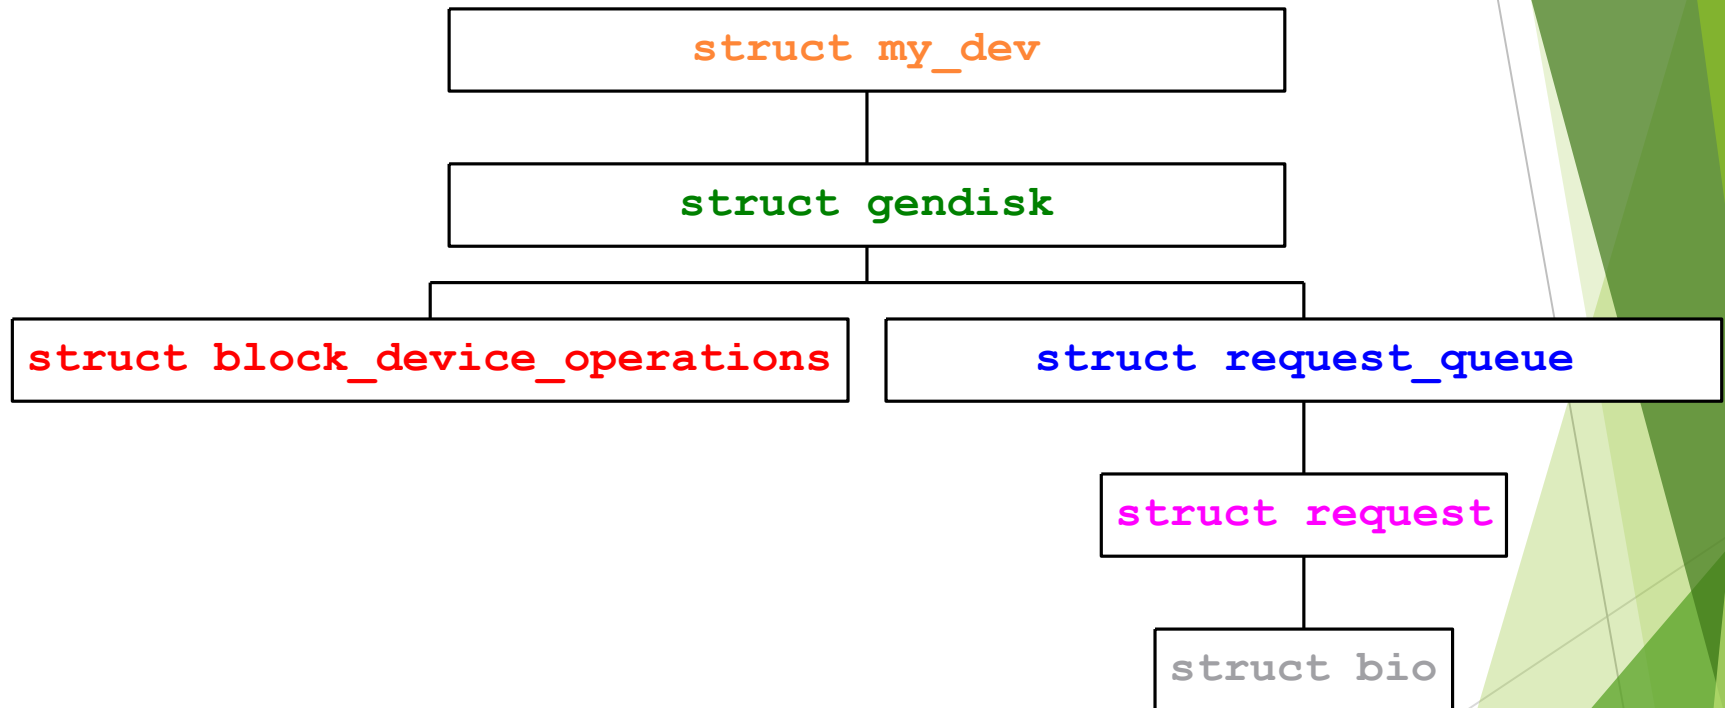 struct my_dev
struct gendisk
struct block_device_operations
struct request_queue
struct request
struct bio